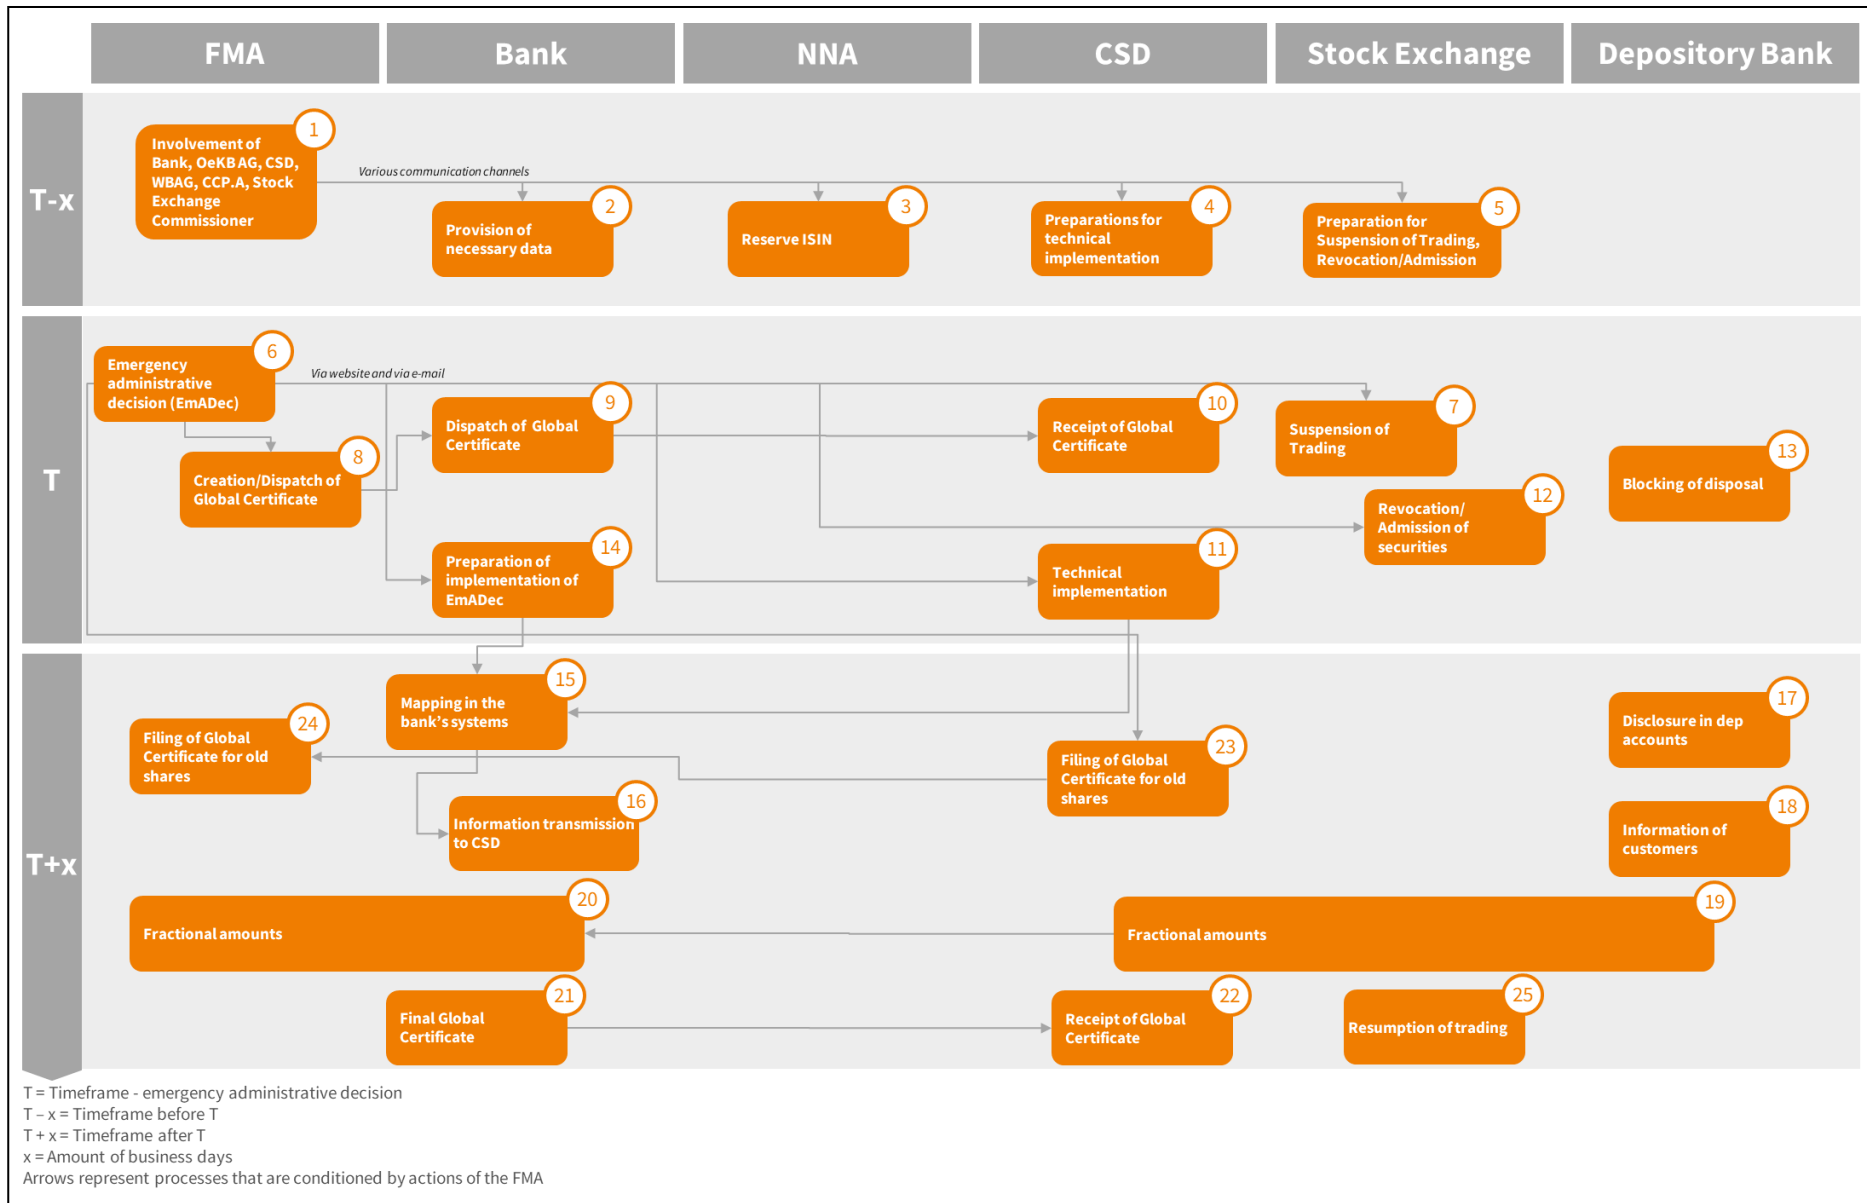 FMA
Bank
NNA
CSD
Stock Exchange
Depository Bank
T-x
1
Involvement of
Bank, OeKB AG, CSD,
WBAG, CCP.A, Stock
Exchange
Commissioner
Various communication channels
2
Provision of
necessary data
3
Reserve ISIN
4
Preparations for
technical
implementation
5
Preparation for
Suspension of Trading,
Revocation/Admission
T
6
Emergency
administrative
decision (EmADec)
Via website and via e-mail
8
Creation/Dispatch of
Global Certificate
9
Dispatch of Global
Certificate
10
Receipt of Global
Certificate
7
Suspension of
Trading
13
Blocking of disposal
12
Revocation/
Admission of
securities
14
Preparation of
implementation of
EmADec
11
Technical
implementation
T+x
15
Mapping in the
bank's systems
24
Filing of Global
Certificate for old
shares
23
Filing of Global
Certificate for old
shares
17
Disclosure in dep
accounts
16
Information transmission
to CSD
18
Information of
customers
20
Fractional amounts
19
Fractional amounts
21
Final Global
Certificate
22
Receipt of Global
Certificate
25
Resumption of trading
T = Timeframe - emergency administrative decision
T – x = Timeframe before T
T + x = Timeframe after T
x = Amount of business days
Arrows represent processes that are conditioned by actions of the FMA